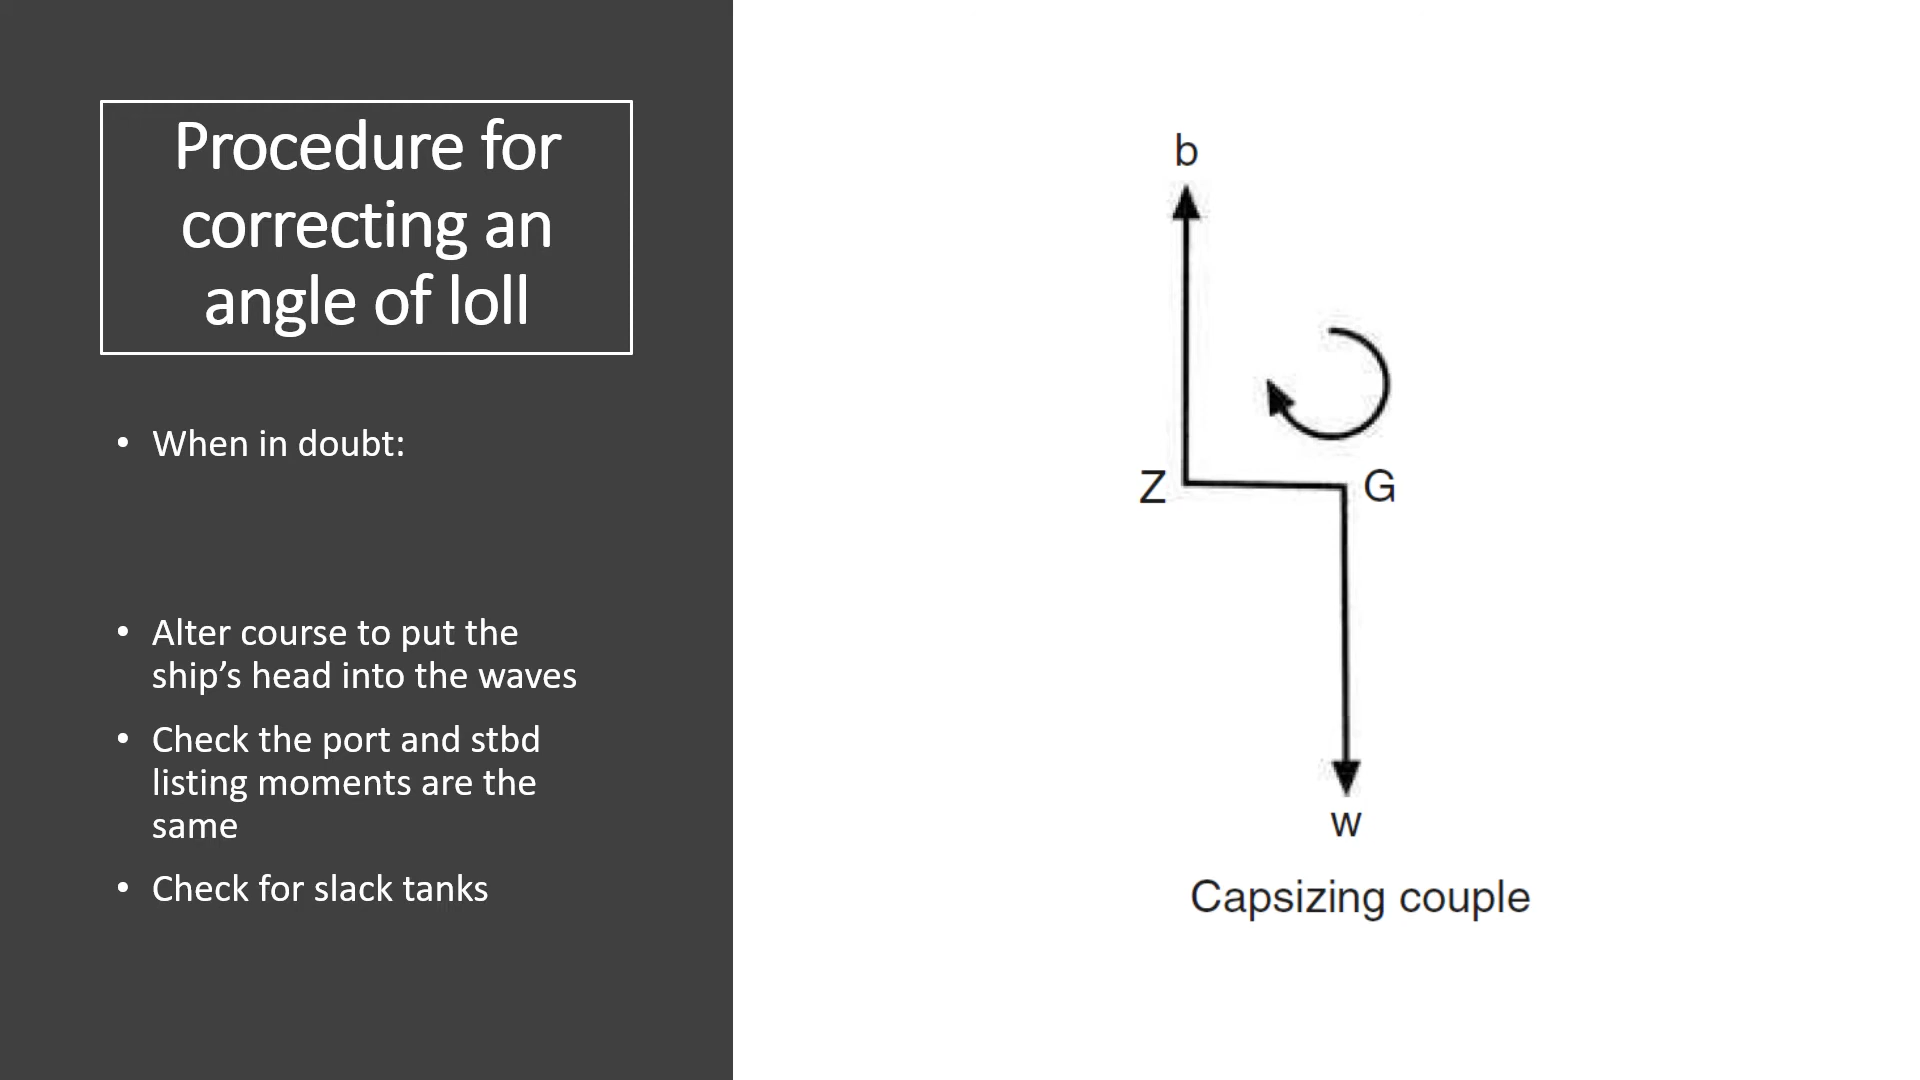 Procedure for
correcting an
angle of loll
• When in doubt:
• Alter course to put the
ship’s head into the waves
• Check the port and stbd
listing moments are the
same
• Check for slack tanks
b
Z
G
w
Capsizing couple